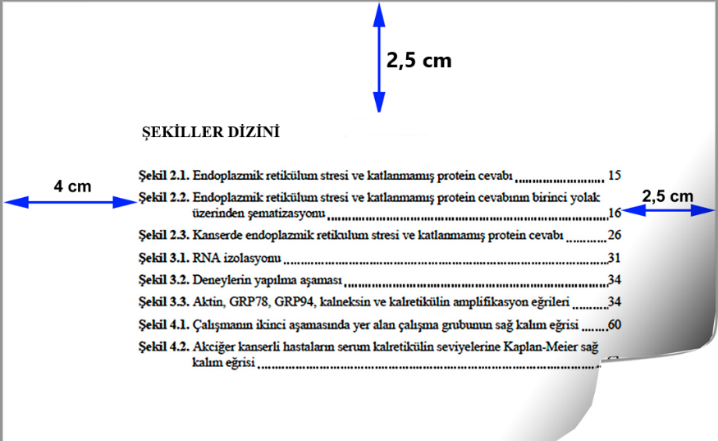 2,5 cm
ŞEKİLLER DİZİNİ
Şekil 2.1. Endoplazmik retikülum stresi ve katlanmamış protein cevabı ........................ 15
4 cm
Şekil 2.2. Endoplazmik retikülum stresi ve katlanmamış protein cevabının birinci yolak
2,5 cm
üzerinden şematizasyonu ........................ 16
Şekil 2.3. Kanserde endoplazmik retikulum stresi ve katlanmamış protein cevabı .......... 26
Şekil 3.1. RNA izolasyonu ........................ 31
Şekil 3.2. Deneylerin yapılma aşaması ........................ 34
Şekil 3.3. Aktin, GRP78, GRP94, kalneksin ve kalretikülin amplifikasyon eğrileri .......... 34
Şekil 4.1. Çalışmanın ikinci aşamasında yer alan çalışma grubunun sağ kalım eğrisi ....... 60
Şekil 4.2. Akciğer kanserli hastaların serum kalretikülin seviyelerine Kaplan-Meier sağ
kalım eğrisi ........................